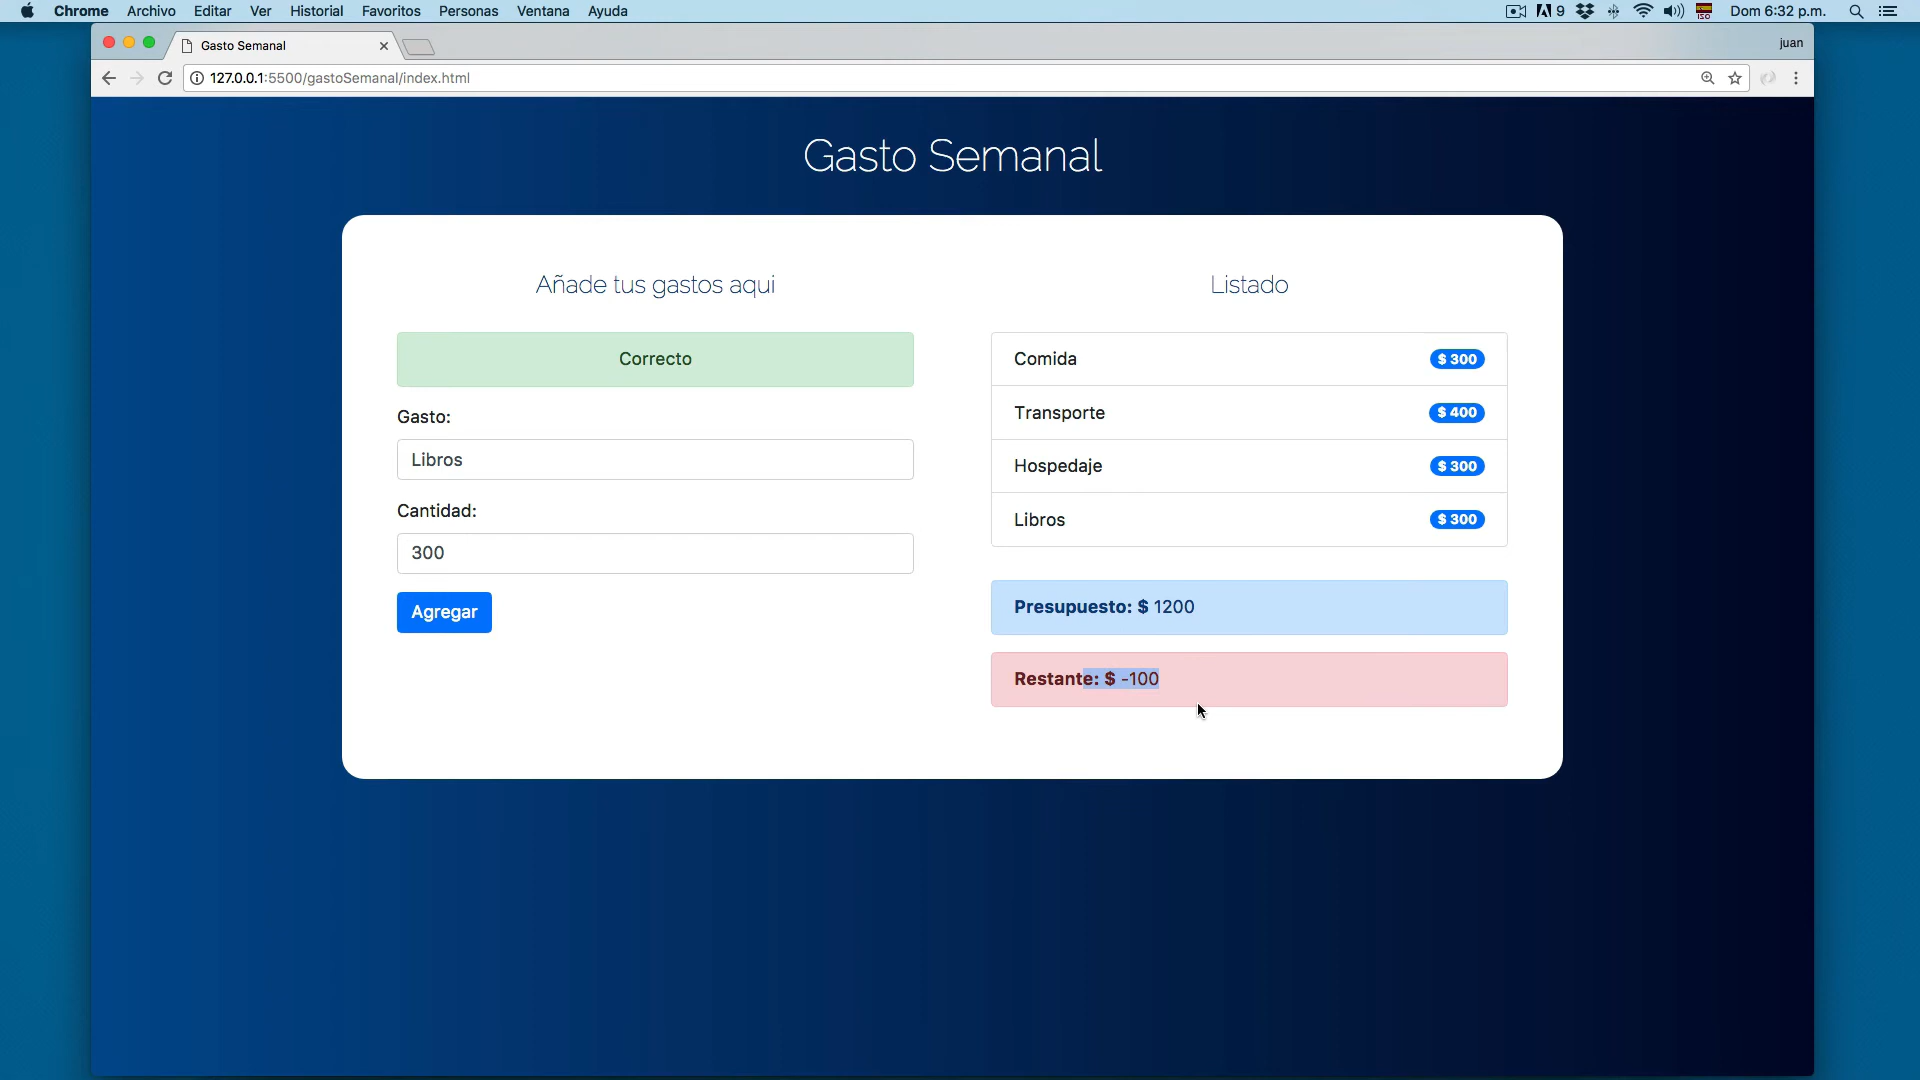 Chrome Archivo Editar Ver Historial Favoritos Personas Ventana Ayuda 9 ISO Dom 6:32 p.m.
Gasto Semanal juan
127.0.0.1:5500/gastoSemanal/index.html
Gasto Semanal
Añade tus gastos aqui
Correcto
Gasto:
Libros
Cantidad:
300
Agregar
Listado
Comida $ 300
Transporte $ 400
Hospedaje $ 300
Libros $ 300
Presupuesto: $ 1200
Restante: $ -100